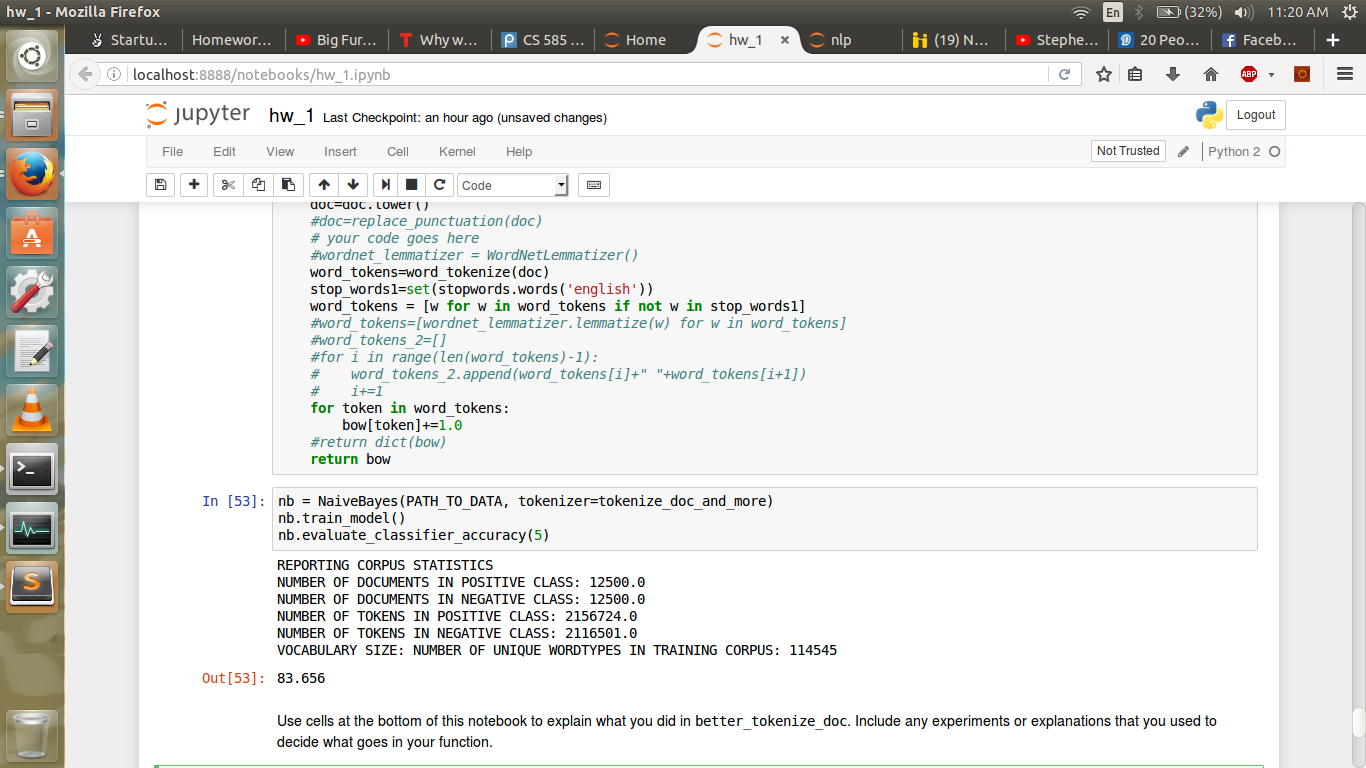 hw_1 - Mozilla Firefox
En
(32%)
11:20 AM
Startu...
Homewor...
Big Fur...
Why w...
CS 585 ...
Home
hw_1
nlp
(19) N...
Stephe...
20 Peo...
Faceb...
localhost:8888/notebooks/hw_1.ipynb
ABP
jupyter hw_1 Last Checkpoint: an hour ago (unsaved changes)
Logout
File Edit View Insert Cell Kernel Help
Not Trusted
Python 2
Code
doc=doc.lower()
#doc=replace_punctuation(doc)
# your code goes here
#wordnet_lemmatizer = WordNetLemmatizer()
word_tokens=word_tokenize(doc)
stop_words1=set(stopwords.words('english'))
word_tokens = [w for w in word_tokens if not w in stop_words1]
#word_tokens=[wordnet_lemmatizer.lemmatize(w) for w in word_tokens]
#word_tokens_2=[]
#for i in range(len(word_tokens)-1):
#    word_tokens_2.append(word_tokens[i]+" "+word_tokens[i+1])
#    i+=1
for token in word_tokens:
    bow[token]+=1.0
#return dict(bow)
return bow
In [53]: nb = NaiveBayes(PATH_TO_DATA, tokenizer=tokenize_doc_and_more)
nb.train_model()
nb.evaluate_classifier_accuracy(5)
REPORTING CORPUS STATISTICS
NUMBER OF DOCUMENTS IN POSITIVE CLASS: 12500.0
NUMBER OF DOCUMENTS IN NEGATIVE CLASS: 12500.0
NUMBER OF TOKENS IN POSITIVE CLASS: 2156724.0
NUMBER OF TOKENS IN NEGATIVE CLASS: 2116501.0
VOCABULARY SIZE: NUMBER OF UNIQUE WORDTYPES IN TRAINING CORPUS: 114545
Out[53]: 83.656
Use cells at the bottom of this notebook to explain what you did in better_tokenize_doc. Include any experiments or explanations that you used to
decide what goes in your function.